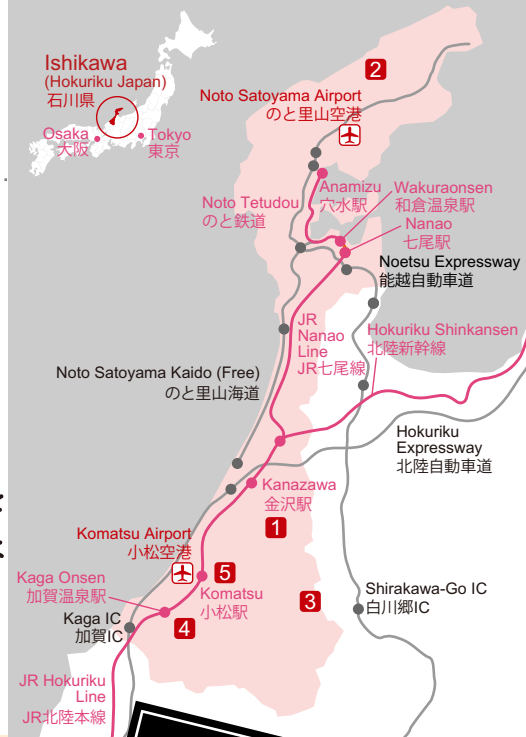 Ishikawa
(Hokuriku Japan)
石川県
Osaka
大阪
Tokyo
東京
2
Noto Satoyama Airport
のと里山空港
Anamizu
穴水駅
Wakuraonsen
和倉温泉駅
Noto Tetudou
のと鉄道
Nanao
七尾駅
Noetsu Expressway
能越自動車道
JR
Nanao
Line
JR七尾線
Hokuriku Shinkansen
北陸新幹線
Noto Satoyama Kaido (Free)
のと里山海道
Hokuriku
Expressway
北陸自動車道
Kanazawa
金沢駅
1
Komatsu Airport
小松空港
5
Kaga Onsen
加賀温泉駅
Komatsu
小松駅
3
Shirakawa-Go IC
白川郷IC
Kaga IC
加賀IC
4
JR Hokuriku
Line
JR北陸本線